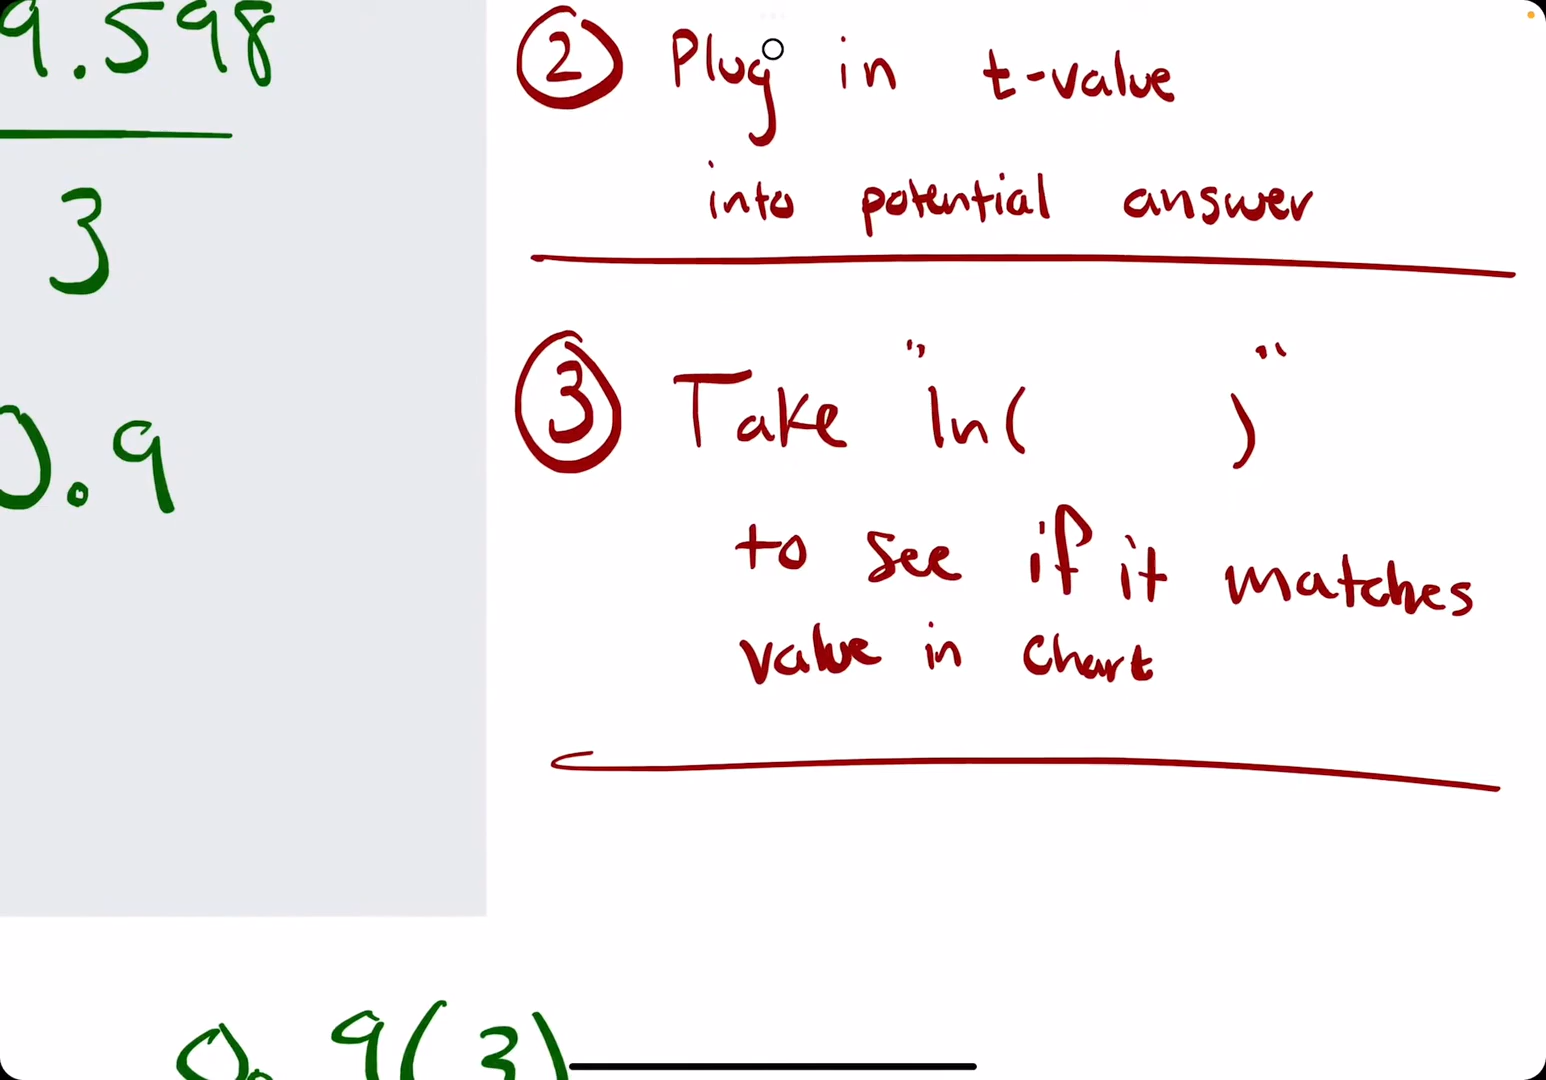 9.598
3
0.9
② Plug in t-value
into potential answer
③ Take "ln( )"
to see if it matches
value in chart
0.9(3)